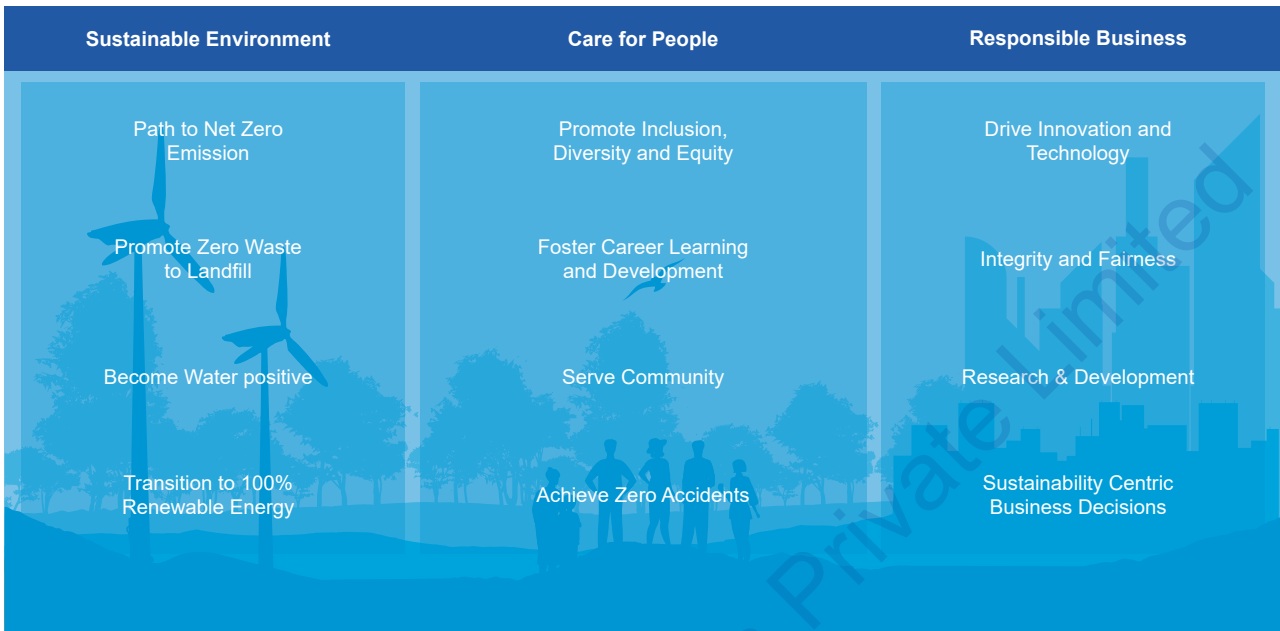 Sustainable Environment
Path to Net Zero
Emission
Promote Zero Waste
to Landfill
Become Water positive
Transition to 100%
Renewable Energy
Care for People
Promote Inclusion,
Diversity and Equity
Foster Career Learning
and Development
Serve Community
Achieve Zero Accidents
Responsible Business
Drive Innovation and
Technology
Integrity and Fairness
Research & Development
Sustainability Centric
Business Decisions
Private Limited